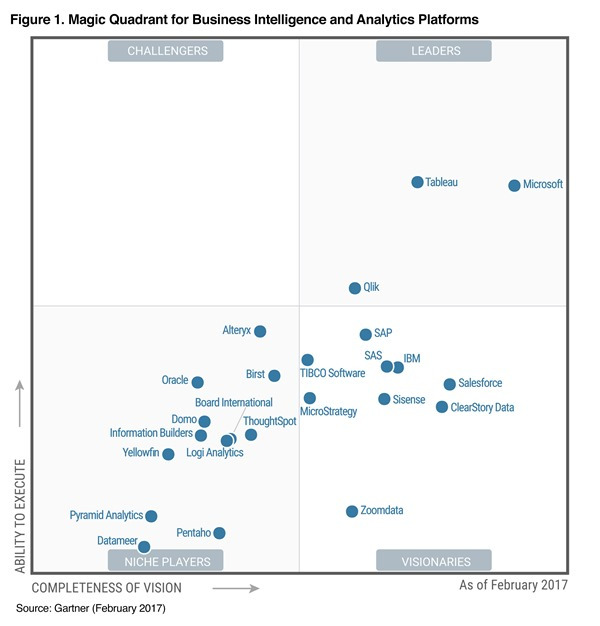 Figure 1. Magic Quadrant for Business Intelligence and Analytics Platforms
CHALLENGERS
LEADERS
Tableau
Microsoft
Qlik
Alteryx
SAP
SAS
IBM
TIBCO Software
Birst
Oracle
Salesforce
Board International
Sisense
MicroStrategy
ClearStory Data
Domo
ThoughtSpot
Information Builders
Yellowfin
Logi Analytics
Pyramid Analytics
Zoomdata
Pentaho
Datameer
NICHE PLAYERS
VISIONARIES
ABILITY TO EXECUTE
COMPLETENESS OF VISION
As of February 2017
Source: Gartner (February 2017)